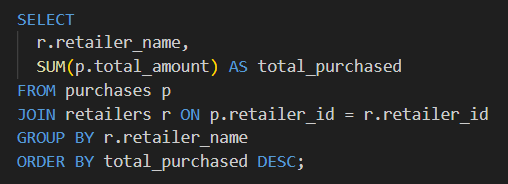 SELECT
  r.retailer_name,
  SUM(p.total_amount) AS total_purchased
FROM purchases p
JOIN retailers r ON p.retailer_id = r.retailer_id
GROUP BY r.retailer_name
ORDER BY total_purchased DESC;